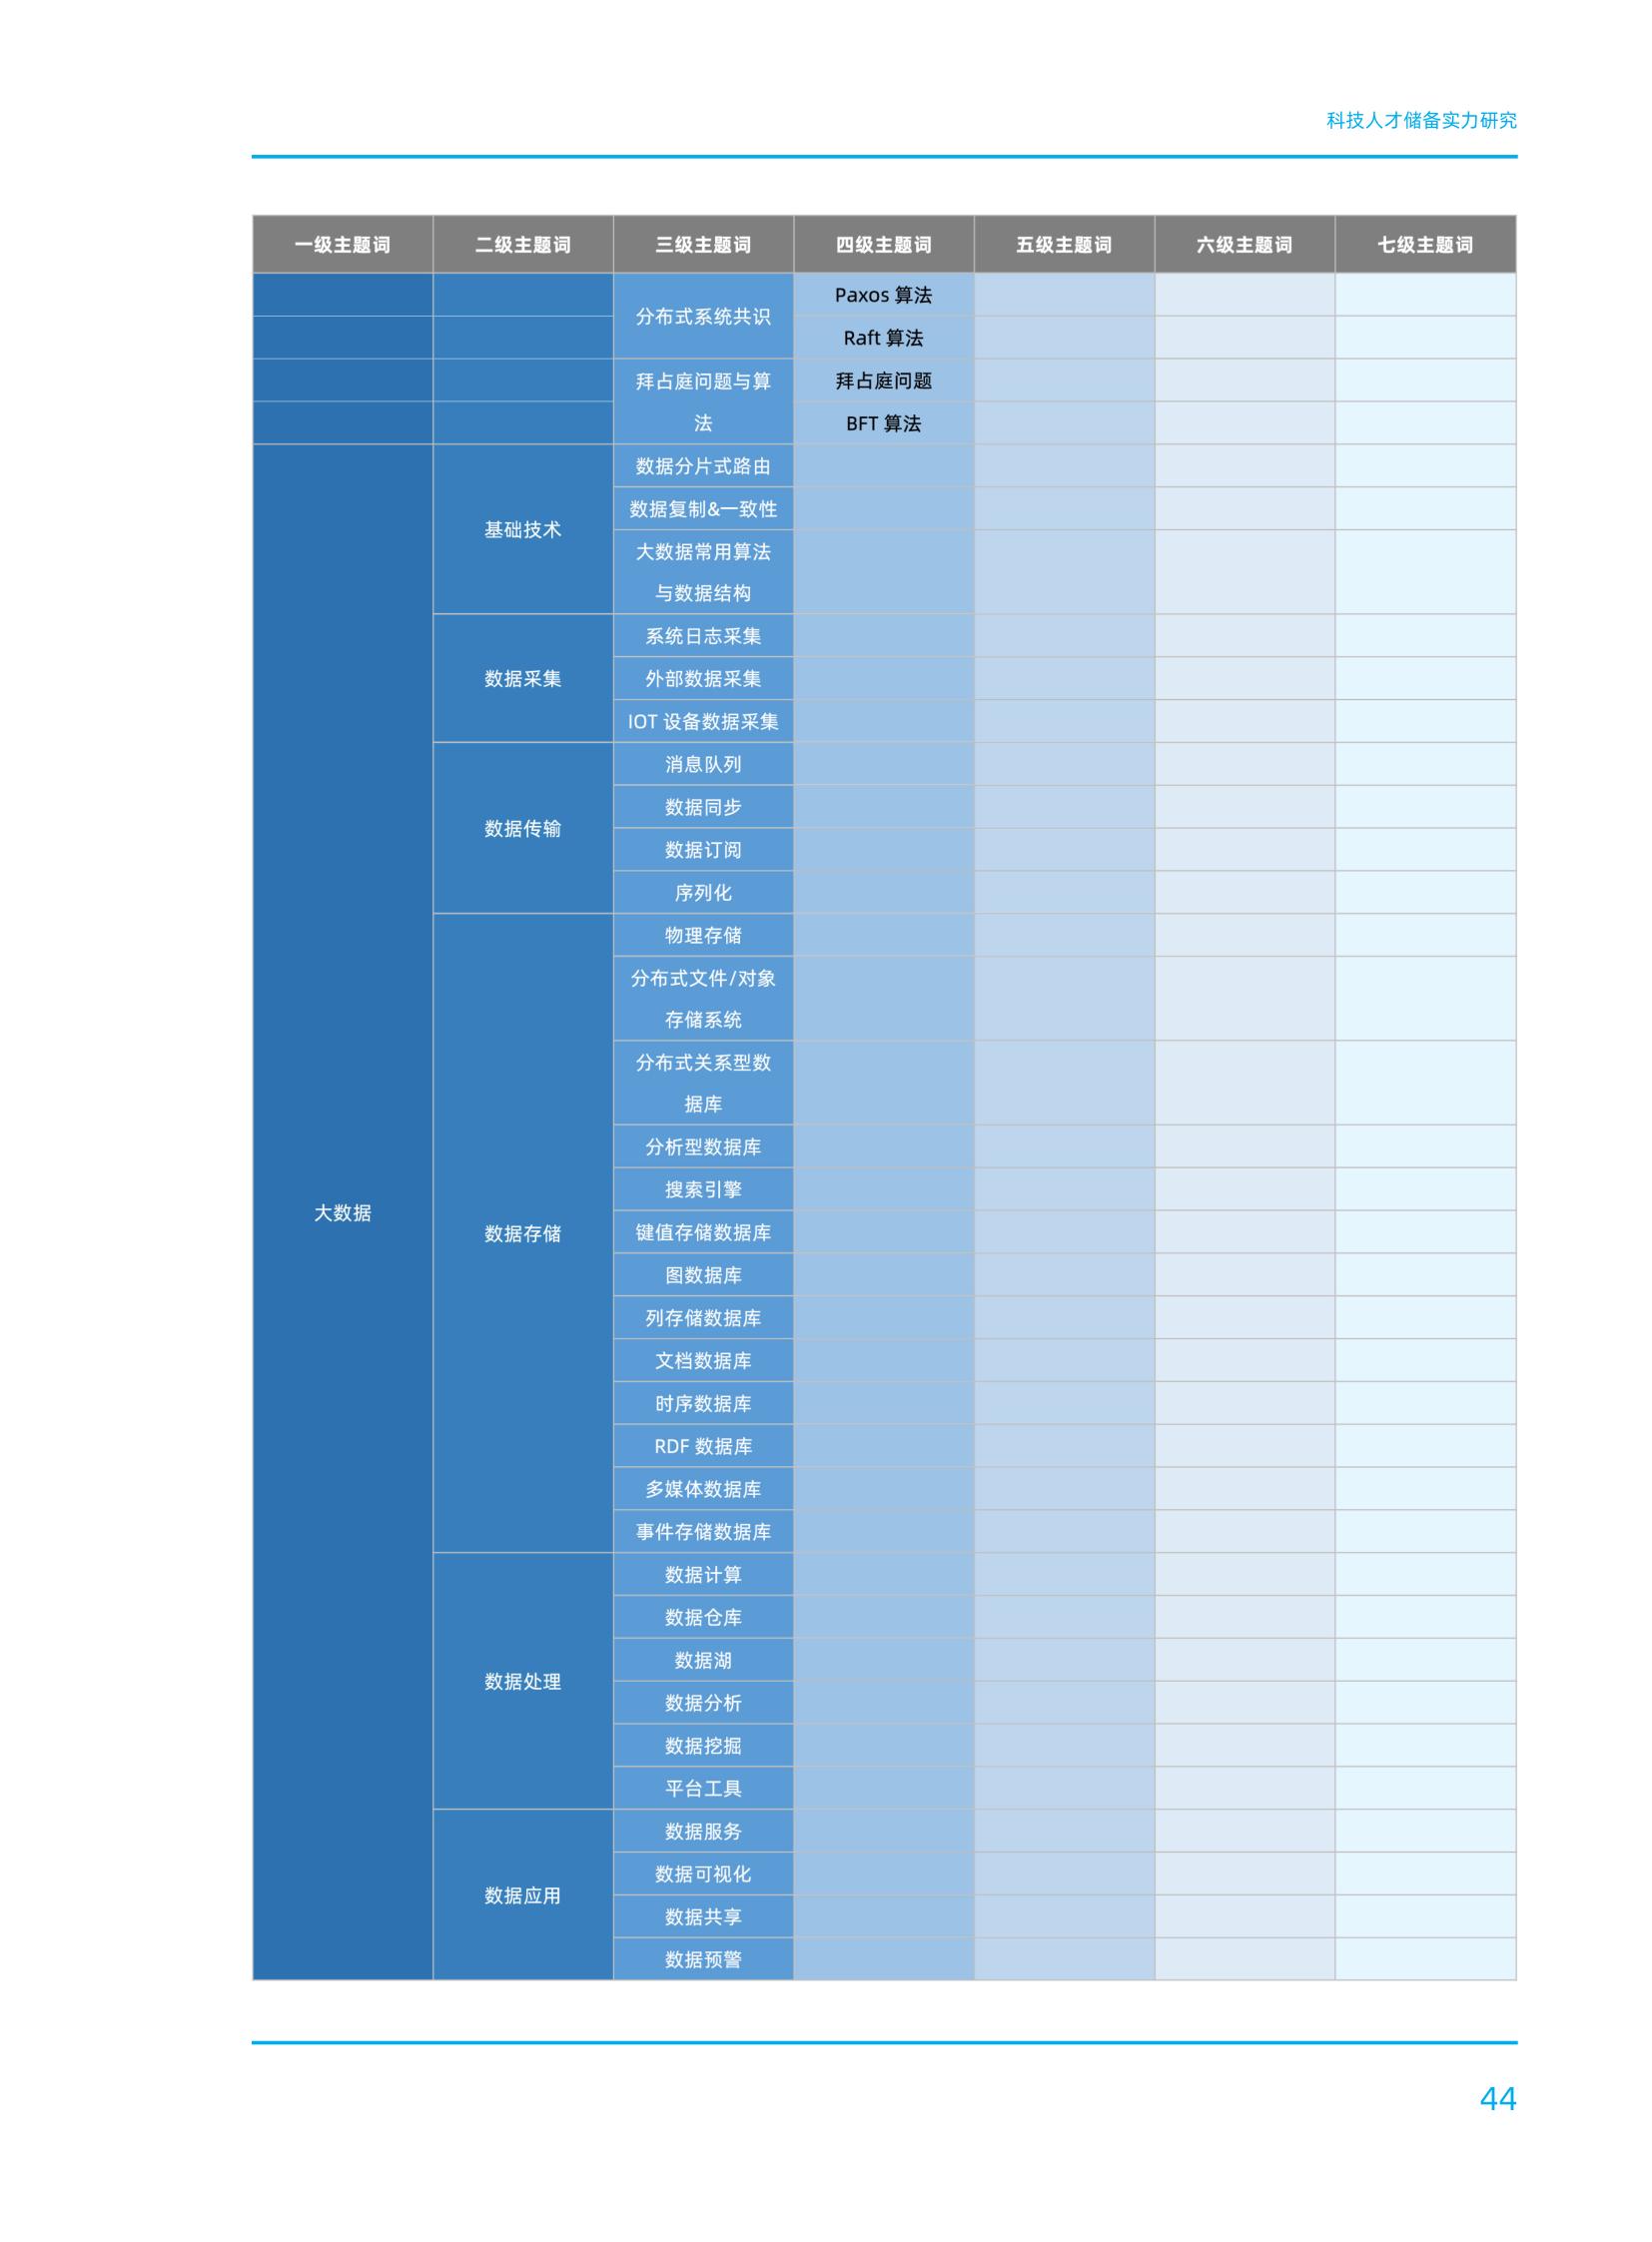 科技人才储备实力研究
一级主题词 二级主题词 三级主题词 四级主题词 五级主题词 六级主题词 七级主题词
分布式系统共识
Paxos 算法
Raft 算法
拜占庭问题与算
法
拜占庭问题
BFT 算法
大数据
基础技术
数据分片式路由
数据复制&一致性
大数据常用算法
与数据结构
数据采集
系统日志采集
外部数据采集
IOT 设备数据采集
数据传输
消息队列
数据同步
数据订阅
序列化
数据存储
物理存储
分布式文件/对象
存储系统
分布式关系型数
据库
分析型数据库
搜索引擎
键值存储数据库
图数据库
列存储数据库
文档数据库
时序数据库
RDF 数据库
多媒体数据库
事件存储数据库
数据处理
数据计算
数据仓库
数据湖
数据分析
数据挖掘
平台工具
数据应用
数据服务
数据可视化
数据共享
数据预警
44